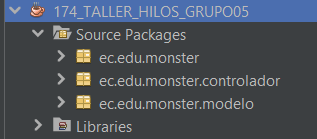 174_TALLER_HILOS_GRUPO05
Source Packages
ec.edu.monster
ec.edu.monster.controlador
ec.edu.monster.modelo
Libraries